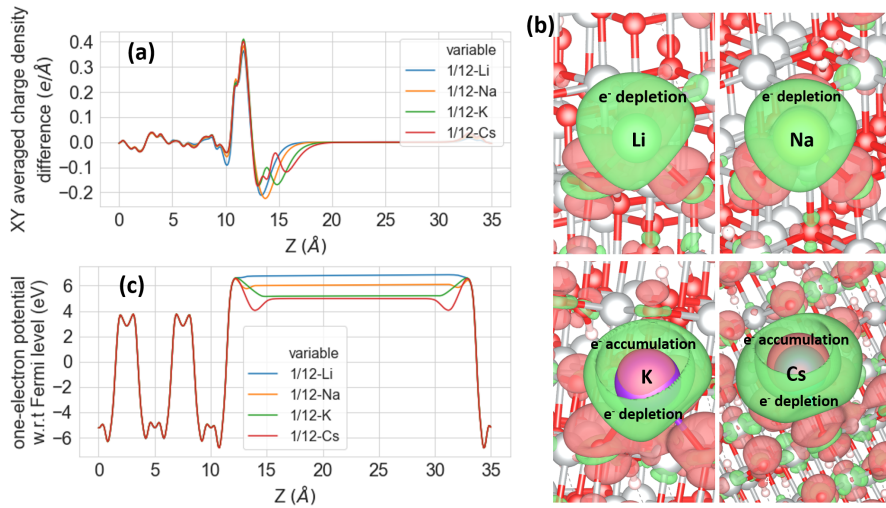 (a)
XY averaged charge density
difference (e/Å)
0.4
0.3
0.2
0.1
0.0
−0.1
−0.2
0 5 10 15 20 25 30 35
Z (Å)
variable
1/12-Li
1/12-Na
1/12-K
1/12-Cs
(b)
e- depletion
Li
e- depletion
Na
e- accumulation
K
e- depletion
e- accumulation
Cs
e- depletion
(c)
one-electron potential
w.r.t Fermi level (eV)
6
4
2
0
−2
−4
−6
0 5 10 15 20 25 30 35
Z (Å)
variable
1/12-Li
1/12-Na
1/12-K
1/12-Cs